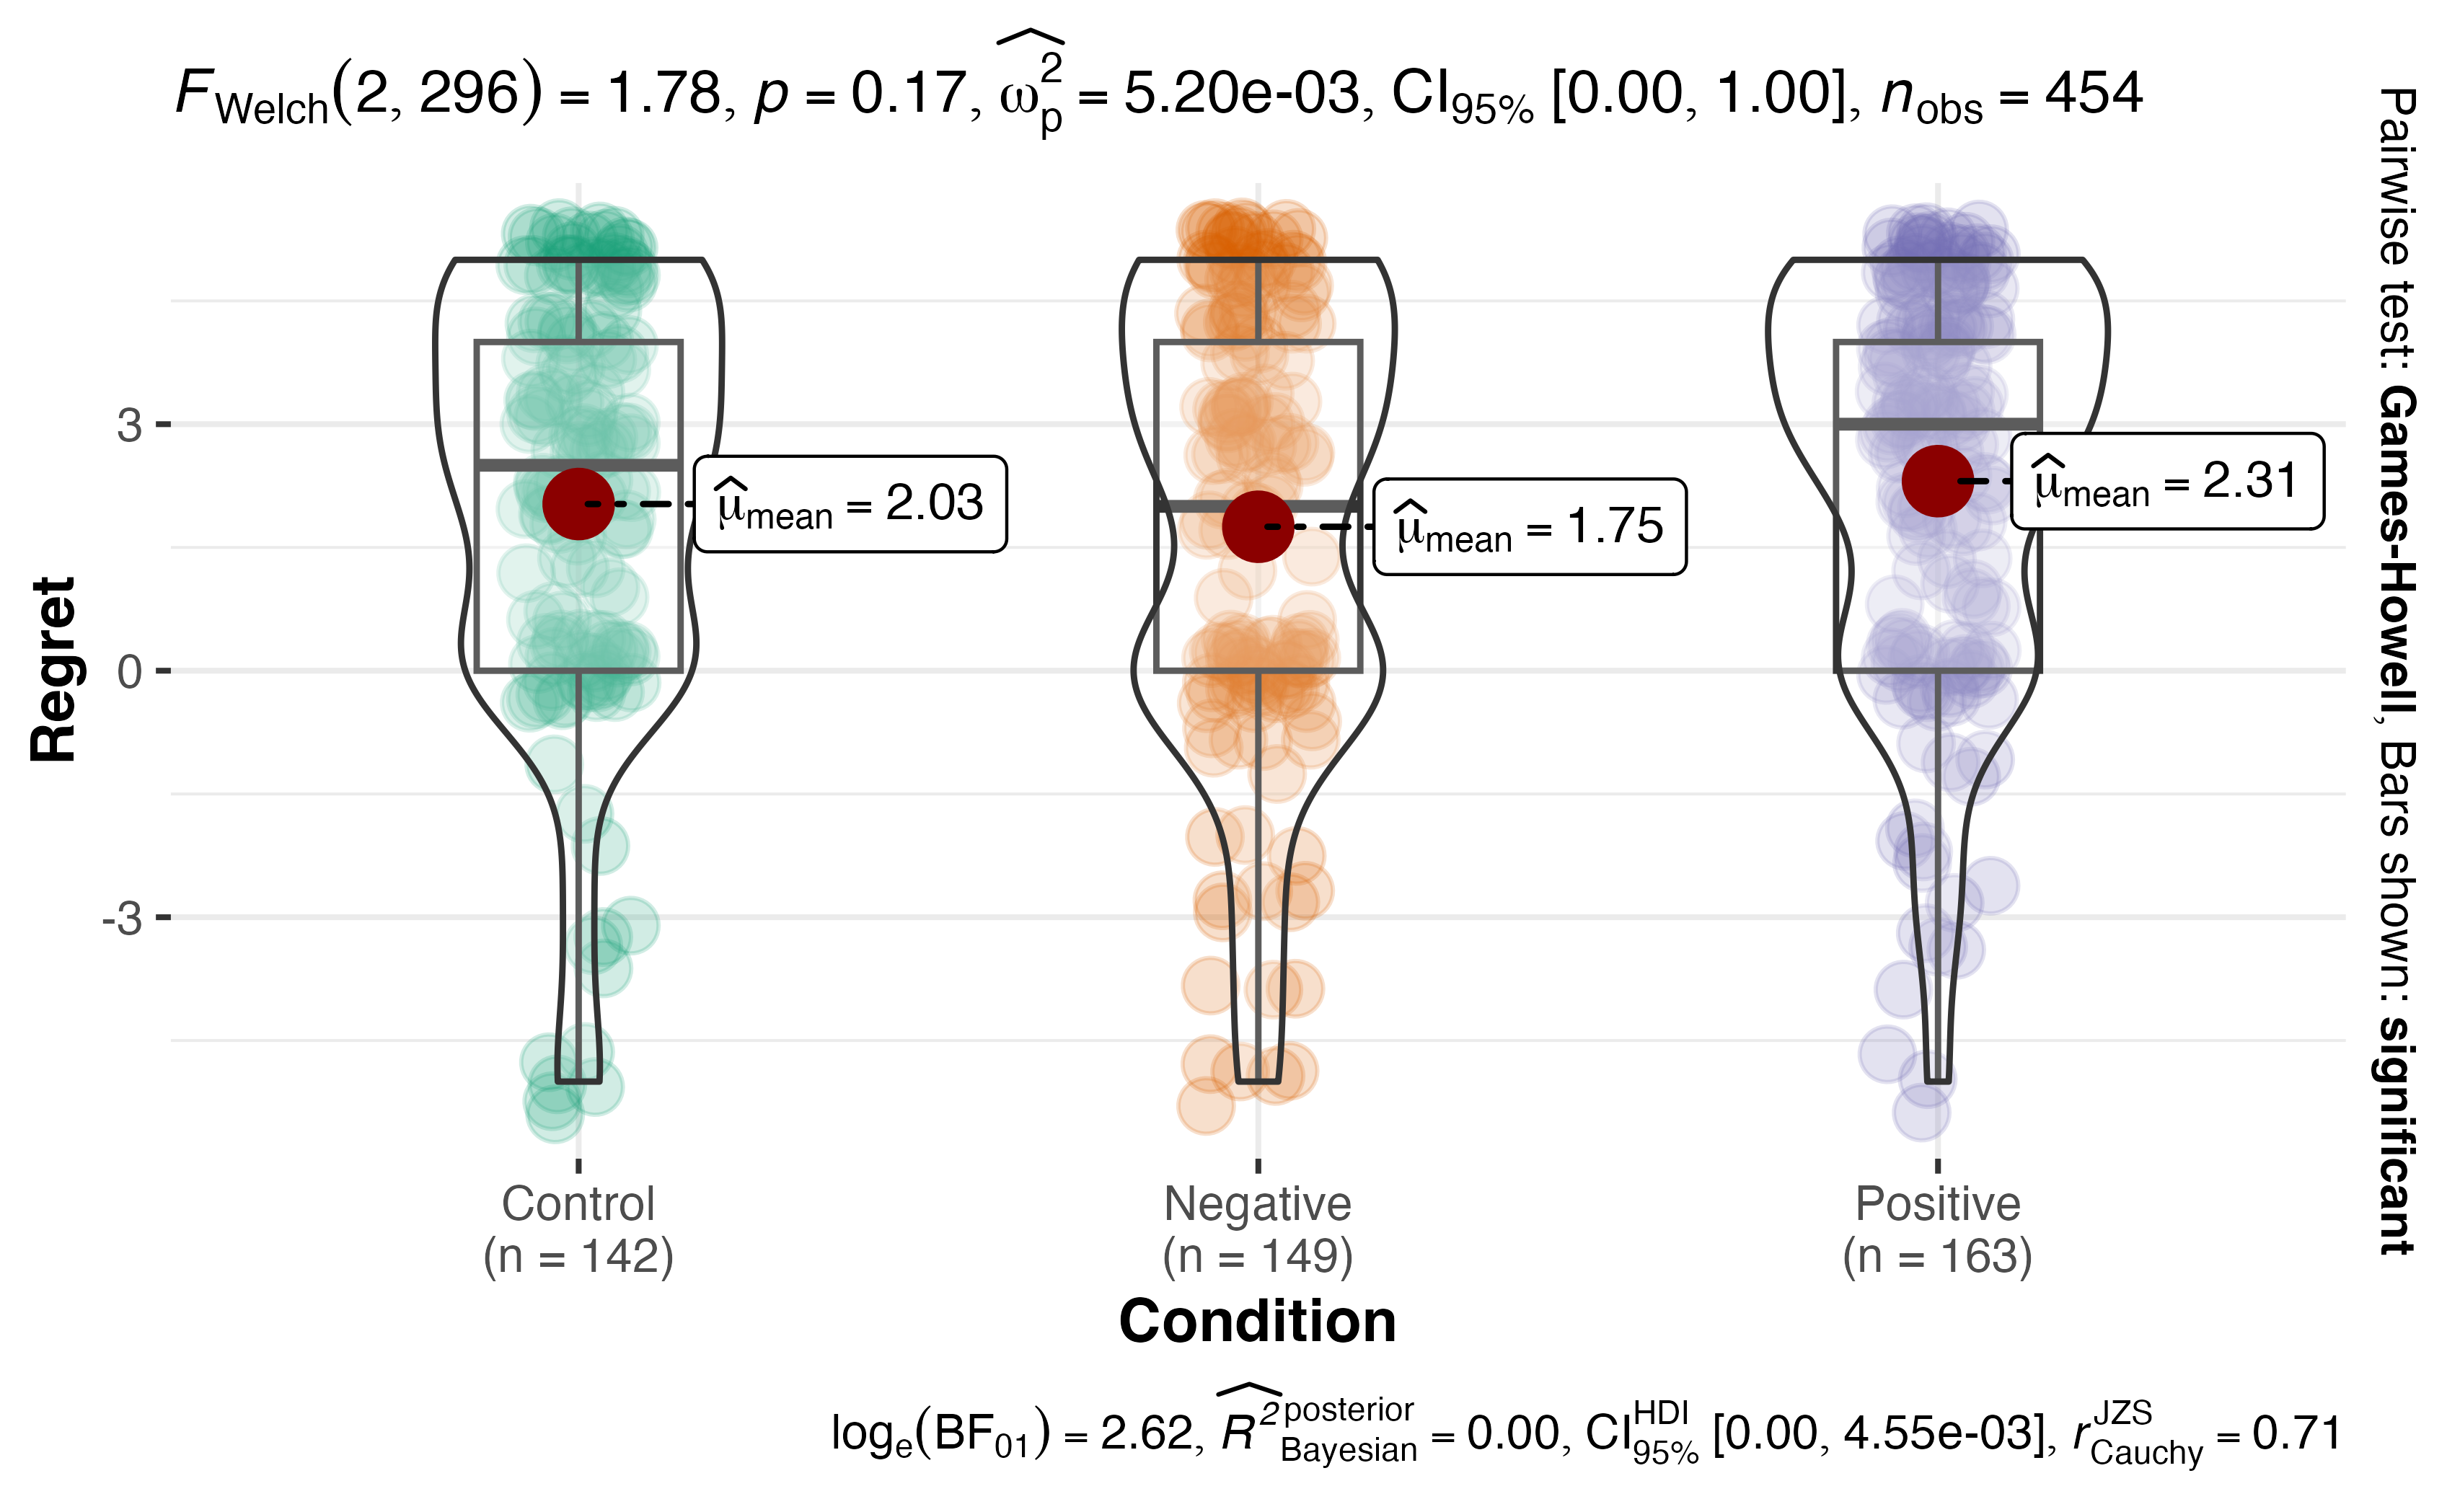 F_Welch(2, 296) = 1.78, p = 0.17, ω̂²_p = 5.20e-03, CI_95% [0.00, 1.00], n_obs = 454
Regret
3
0
-3
μ̂_mean = 2.03
μ̂_mean = 1.75
μ̂_mean = 2.31
Control
(n = 142)
Negative
(n = 149)
Positive
(n = 163)
Condition
Pairwise test: Games-Howell, Bars shown: significant
log_e(BF_01) = 2.62, R̂²^posterior_Bayesian = 0.00, CI^HDI_95% [0.00, 4.55e-03], r^JZS_Cauchy = 0.71